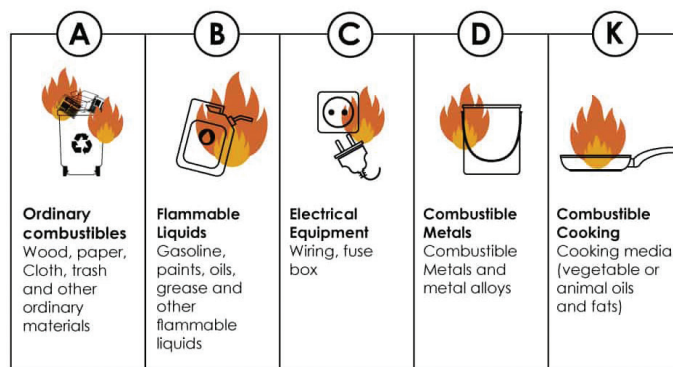 A
B
C
D
K
Ordinary
combustibles
Wood, paper,
Cloth, trash
and other
ordinary
materials
Flammable
Liquids
Gasoline,
paints, oils,
grease and
other
flammable
liquids
Electrical
Equipment
Wiring, fuse
box
Combustible
Metals
Combustible
Metals and
metal alloys
Combustible
Cooking
Cooking media
(vegetable or
animal oils
and fats)